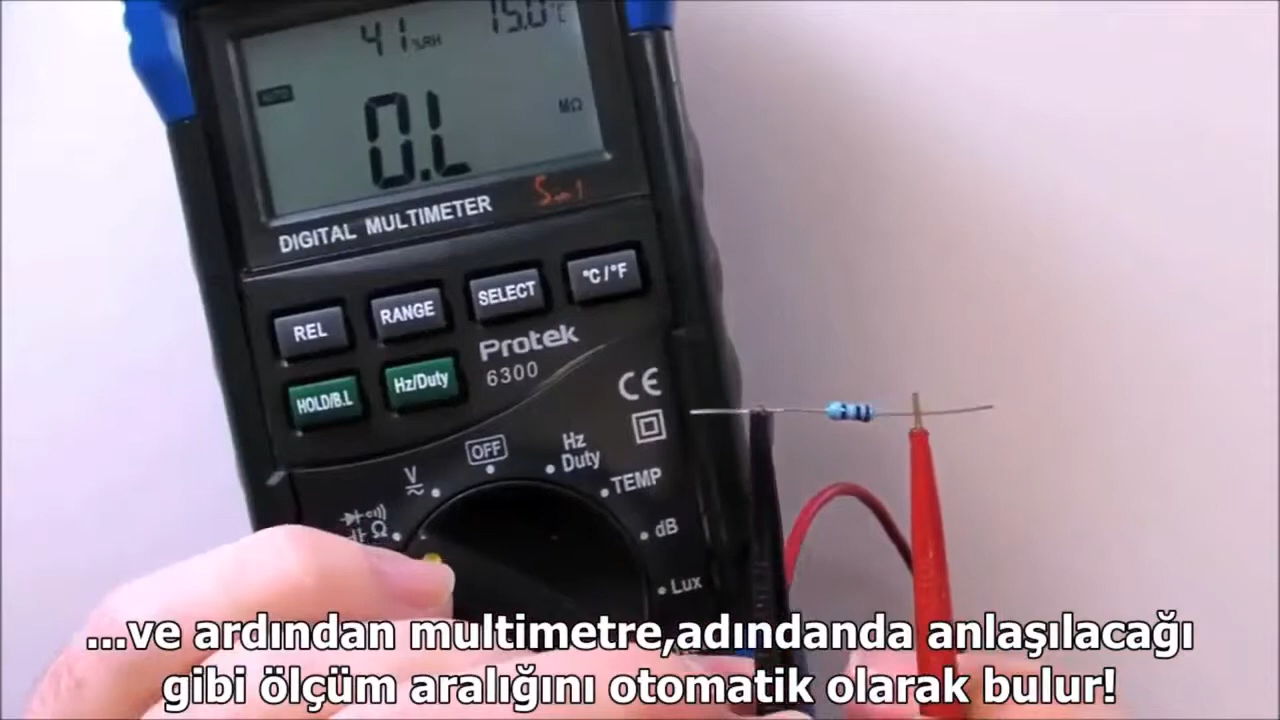 41 %RH
15.0°C
AUTO
MΩ
0.L
DIGITAL MULTIMETER
REL
RANGE
SELECT
°C/°F
Protek
6300
HOLD/B.L
Hz/Duty
CE
OFF
Hz
Duty
V
TEMP
Ω
dB
Lux
...ve ardından multimetre,adındanda anlaşılacağı
gibi ölçüm aralığını otomatik olarak bulur!